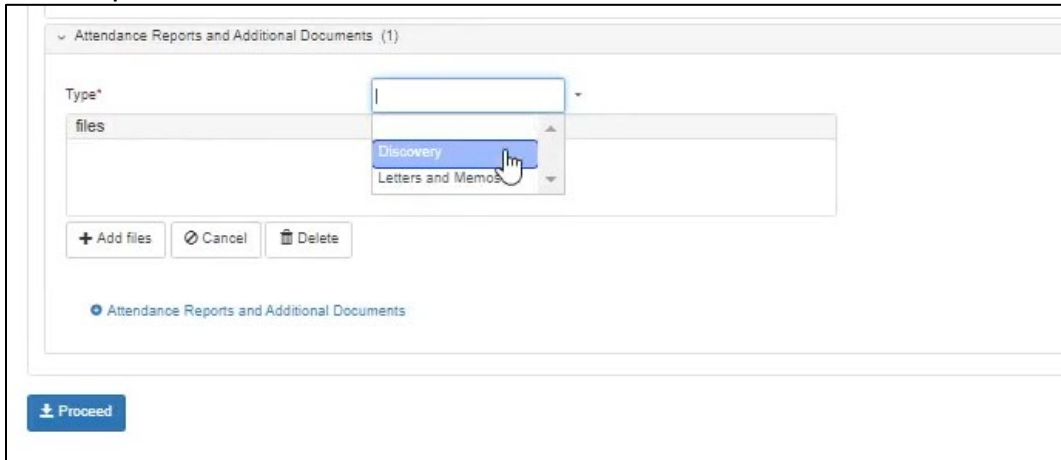 Attendance Reports and Additional Documents (1)
Type*
files
Discovery
Letters and Memos
Add files
Cancel
Delete
Attendance Reports and Additional Documents
Proceed